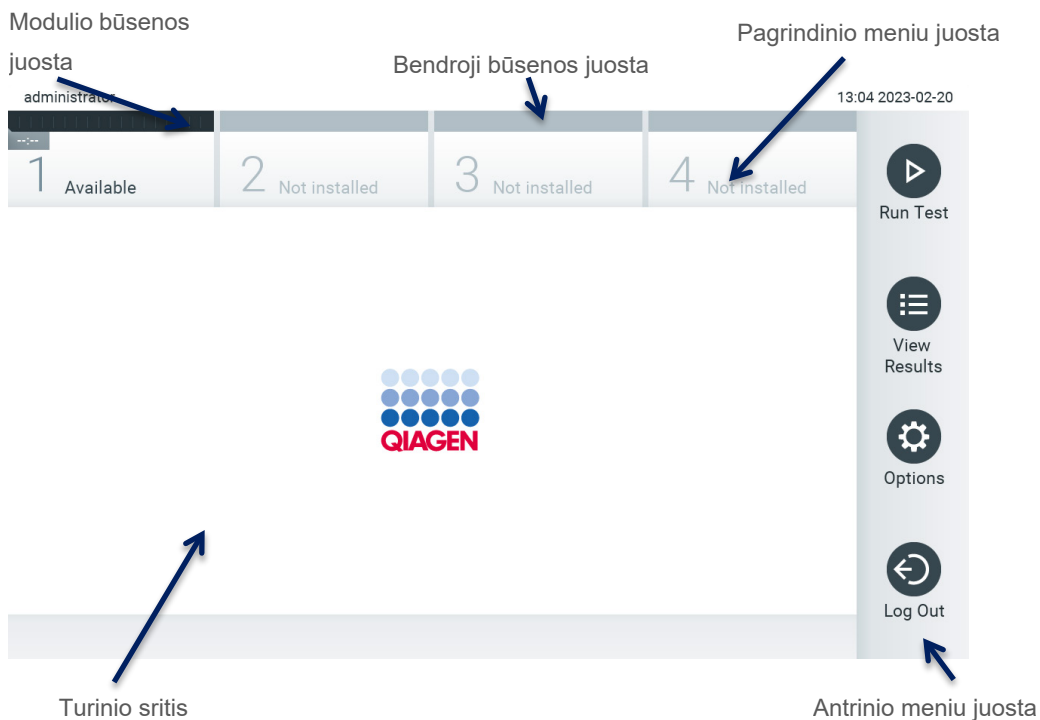 Modulio būsenos
juosta
Bendroji būsenos juosta
Pagrindinio meniu juosta
administrator
13:04 2023-02-20
--:--
1 Available
2 Not installed
3 Not installed
4 Not installed
Run Test
View
Results
QIAGEN
Options
Log Out
Turinio sritis
Antrinio meniu juosta